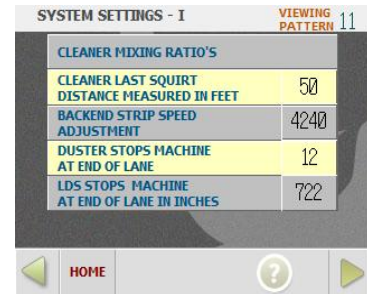 SYSTEM SETTINGS - I
VIEWING
PATTERN 11
CLEANER MIXING RATIO'S
CLEANER LAST SQUIRT
DISTANCE MEASURED IN FEET
50
BACKEND STRIP SPEED
ADJUSTMENT
4240
DUSTER STOPS MACHINE
AT END OF LANE
12
LDS STOPS MACHINE
AT END OF LANE IN INCHES
722
HOME
?